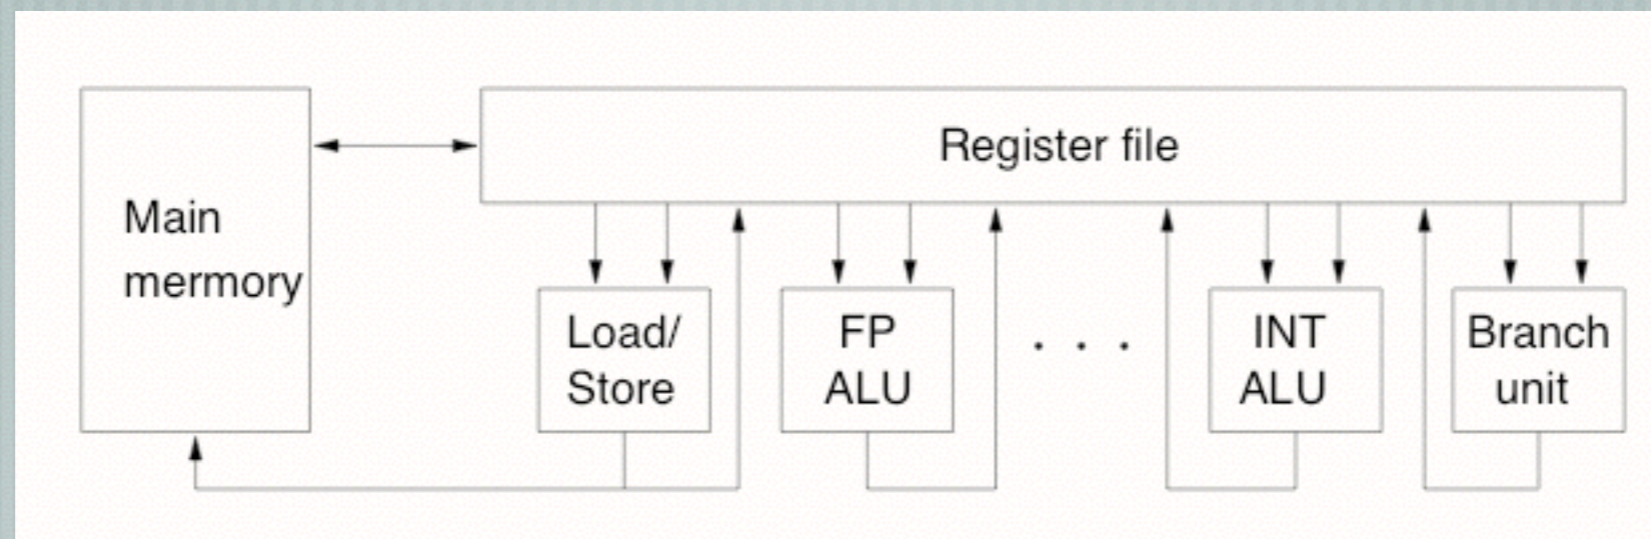 Register file
Main
mermory
Load/
Store
FP
ALU
. . .
INT
ALU
Branch
unit